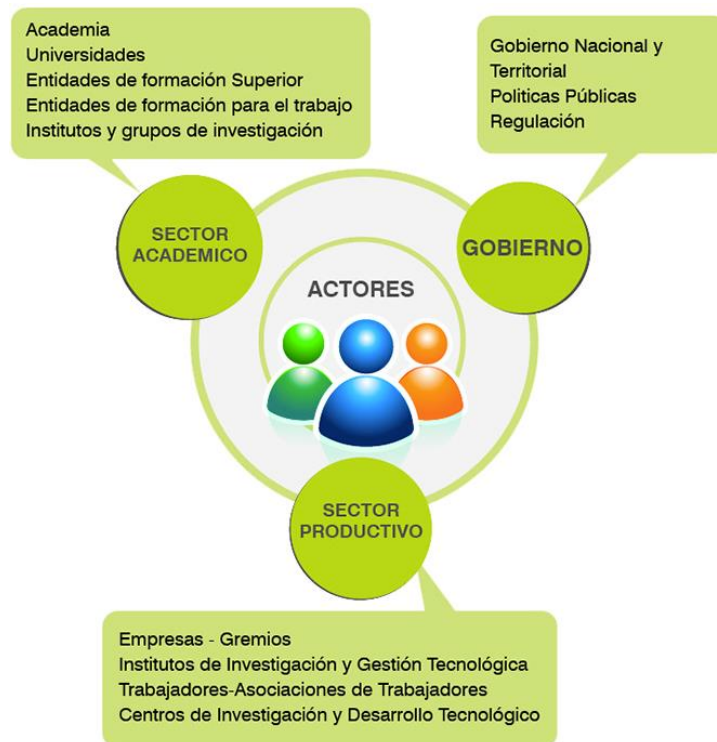 Academia
Universidades
Entidades de formación Superior
Entidades de formación para el trabajo
Institutos y grupos de investigación
Gobierno Nacional y
Territorial
Politicas Públicas
Regulación
SECTOR
ACADEMICO
GOBIERNO
ACTORES
SECTOR
PRODUCTIVO
Empresas - Gremios
Institutos de Investigación y Gestión Tecnológica
Trabajadores-Asociaciones de Trabajadores
Centros de Investigación y Desarrollo Tecnológico